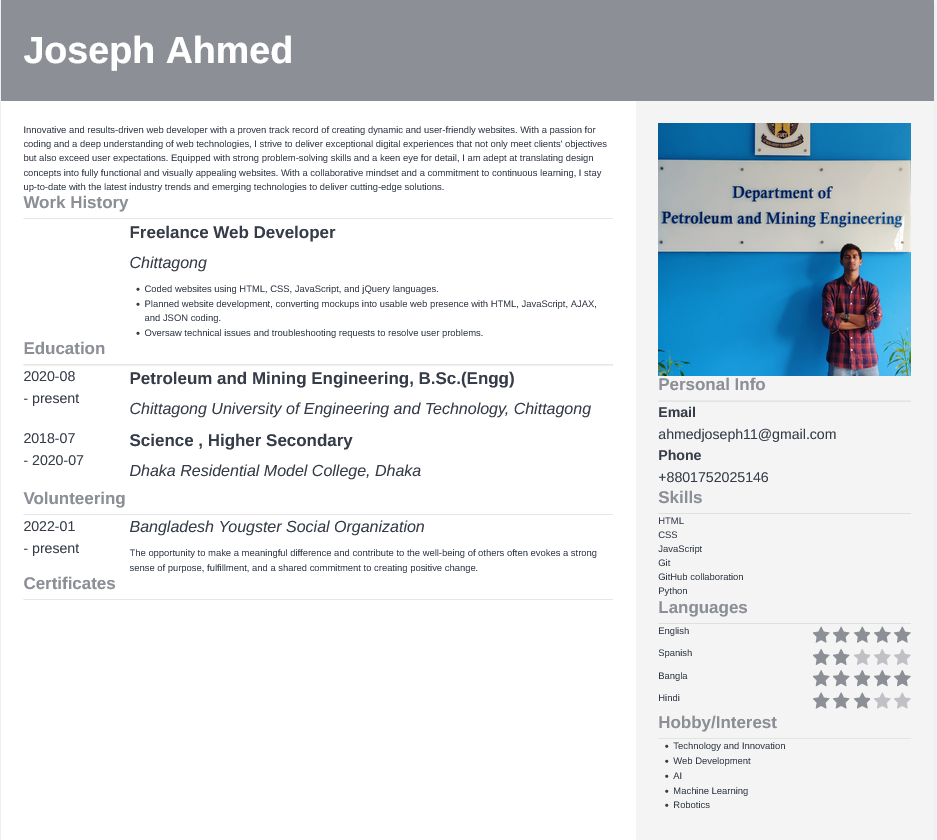 Joseph Ahmed
Innovative and results-driven web developer with a proven track record of creating dynamic and user-friendly websites. With a passion for
coding and a deep understanding of web technologies, I strive to deliver exceptional digital experiences that not only meet clients' objectives
but also exceed user expectations. Equipped with strong problem-solving skills and a keen eye for detail, I am adept at translating design
concepts into fully functional and visually appealing websites. With a collaborative mindset and a commitment to continuous learning, I stay
up-to-date with the latest industry trends and emerging technologies to deliver cutting-edge solutions.
Work History
Freelance Web Developer
Chittagong
• Coded websites using HTML, CSS, JavaScript, and jQuery languages.
• Planned website development, converting mockups into usable web presence with HTML, JavaScript, AJAX,
and JSON coding.
• Oversaw technical issues and troubleshooting requests to resolve user problems.
Education
2020-08
- present
Petroleum and Mining Engineering, B.Sc.(Engg)
Chittagong University of Engineering and Technology, Chittagong
2018-07
- 2020-07
Science , Higher Secondary
Dhaka Residential Model College, Dhaka
Volunteering
2022-01
- present
Bangladesh Yougster Social Organization
The opportunity to make a meaningful difference and contribute to the well-being of others often evokes a strong
sense of purpose, fulfillment, and a shared commitment to creating positive change.
Certificates
Department of
Petroleum and Mining Engineering
Personal Info
Email
ahmedjoseph11@gmail.com
Phone
+8801752025146
Skills
HTML
CSS
JavaScript
Git
GitHub collaboration
Python
Languages
English
Spanish
Bangla
Hindi
Hobby/Interest
• Technology and Innovation
• Web Development
• AI
• Machine Learning
• Robotics